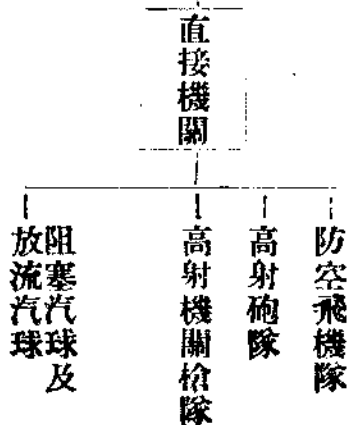 直接機關
防空飛機隊
高射砲隊
高射機關槍隊
阻塞汽球及
放流汽球